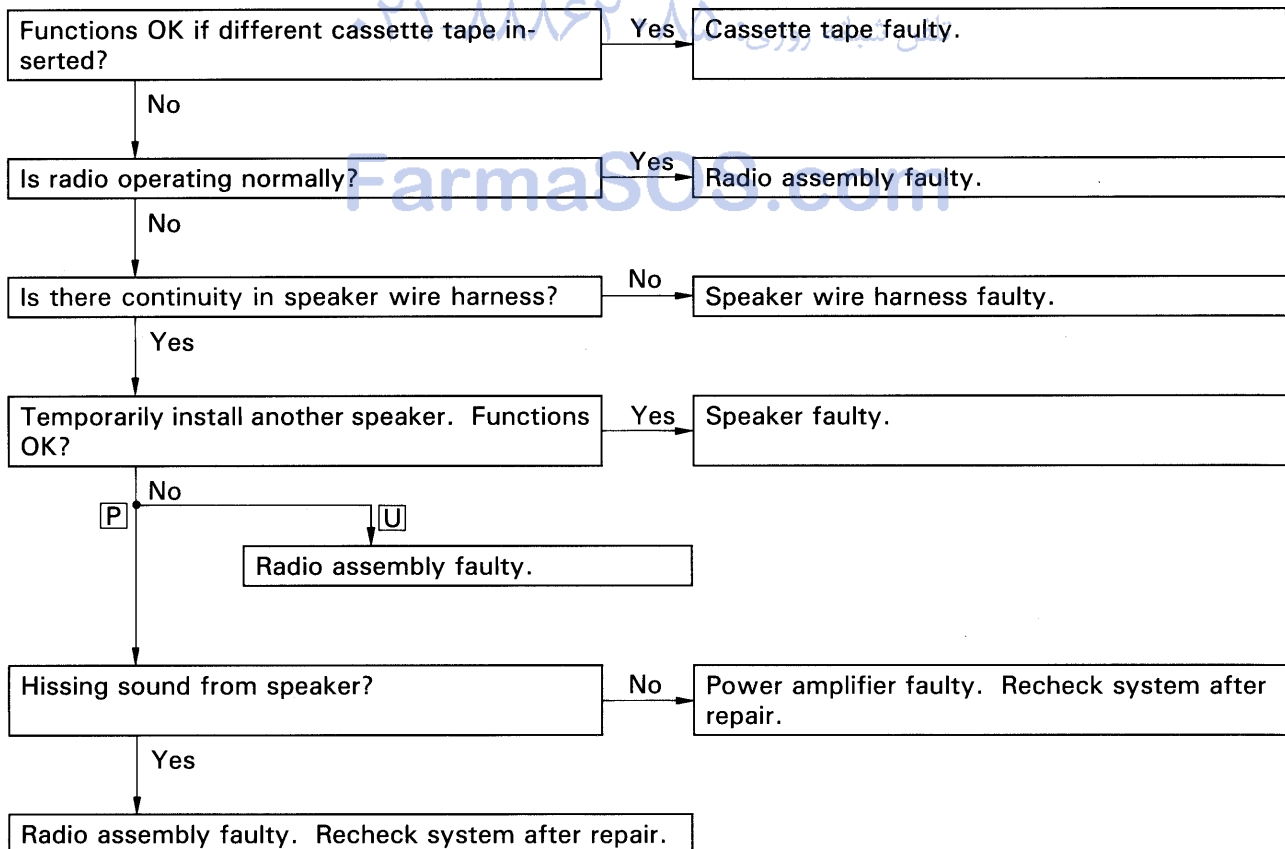 Functions OK if different cassette tape in-
serted?
Yes
Cassette tape faulty.
No
Is radio operating normally?
Yes
Radio assembly faulty.
FarmaSOS.com
No
Is there continuity in speaker wire harness?
No
Speaker wire harness faulty.
Yes
Temporarily install another speaker. Functions
OK?
Yes
Speaker faulty.
No
P
U
Radio assembly faulty.
Hissing sound from speaker?
No
Power amplifier faulty. Recheck system after
repair.
Yes
Radio assembly faulty. Recheck system after repair.